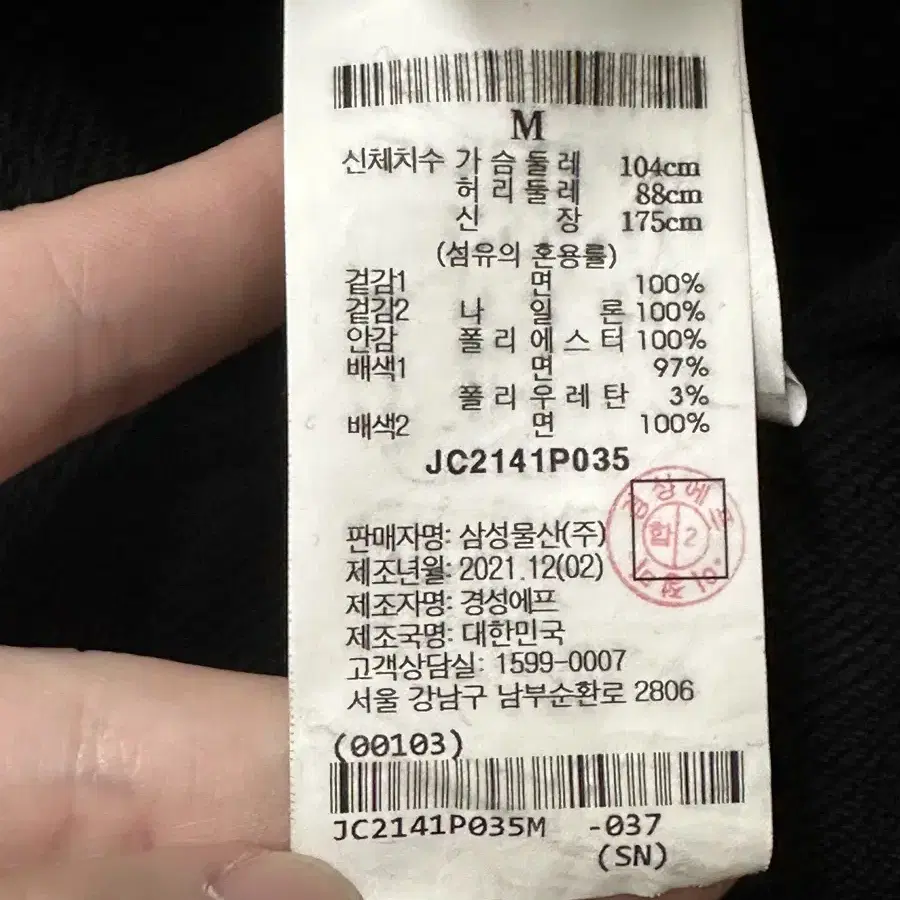 M
신체치수 가슴둘레 104cm
허리둘레 88cm
신장 175cm
(섬유의 혼용률)
겉감1 면 100%
겉감2 나일론 100%
안감 폴리에스터 100%
배색1 면 97%
폴리우레탄 3%
배색2 면 100%
JC2141P035
합 2
판매자명: 삼성물산(주)
제조년월: 2021.12(02)
제조자명: 경성에프
제조국명: 대한민국
고객상담실: 1599-0007
서울 강남구 남부순환로 2806
(00103)
JC2141P035M -037
(SN)